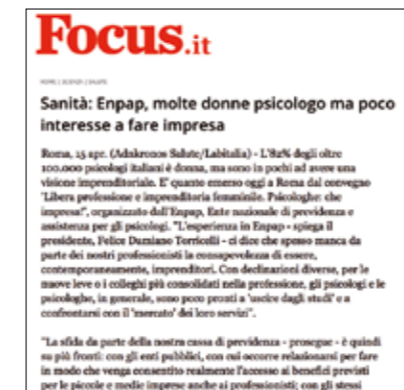 Focus.it
HOME | SCIENZA | SALUTE
Sanità: Enpap, molte donne psicologo ma poco
interesse a fare impresa
Roma, 15 apr. (Adnkronos Salute/Labitalia) - L'82% degli oltre
100.000 psicologi italiani è donna, ma sono in pochi ad avere una
visione imprenditoriale. E' quanto emerso oggi a Roma dal convegno
'Libera professione e imprenditoria femminile. Psicologhe: che
impresa!', organizzato dall'Enpap, Ente nazionale di previdenza e
assistenza per gli psicologi. "L'esperienza in Enpap - spiega il
presidente, Felice Damiano Torricelli - ci dice che spesso manca da
parte dei nostri professionisti la consapevolezza di essere,
contemporaneamente, imprenditori. Con declinazioni diverse, per le
nuove leve o i colleghi più consolidati nella professione, gli psicologi e le
psicologhe, in generale, sono poco pronti a 'uscire dagli studi' e a
confrontarsi con il 'mercato' dei loro servizi".
"La sfida da parte della nostra cassa di previdenza - prosegue - è quindi
su più fronti: con gli enti pubblici, con cui occorre relazionarsi per fare
in modo che venga consentito realmente l'accesso ai benefici previsti
per le piccole e medie imprese anche ai professionisti; con gli stessi